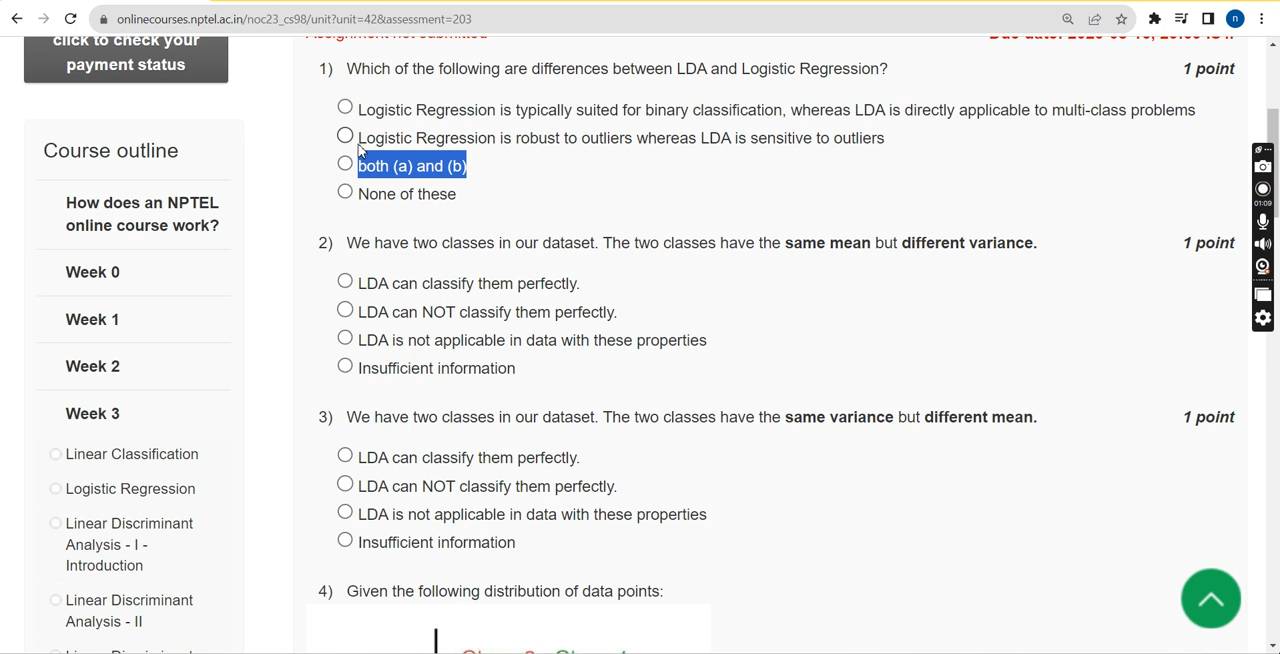 onlinecourses.nptel.ac.in/noc23_cs98/unit?unit=42&assessment=203
n
click to check your
payment status
Course outline
How does an NPTEL
online course work?
Week 0
Week 1
Week 2
Week 3
Linear Classification
Logistic Regression
Linear Discriminant
Analysis - I -
Introduction
Linear Discriminant
Analysis - II
Assignment not submitted
1) Which of the following are differences between LDA and Logistic Regression? 1 point
Logistic Regression is typically suited for binary classification, whereas LDA is directly applicable to multi-class problems
Logistic Regression is robust to outliers whereas LDA is sensitive to outliers
both (a) and (b)
None of these
2) We have two classes in our dataset. The two classes have the same mean but different variance. 1 point
LDA can classify them perfectly.
LDA can NOT classify them perfectly.
LDA is not applicable in data with these properties
Insufficient information
3) We have two classes in our dataset. The two classes have the same variance but different mean. 1 point
LDA can classify them perfectly.
LDA can NOT classify them perfectly.
LDA is not applicable in data with these properties
Insufficient information
4) Given the following distribution of data points:
01:09